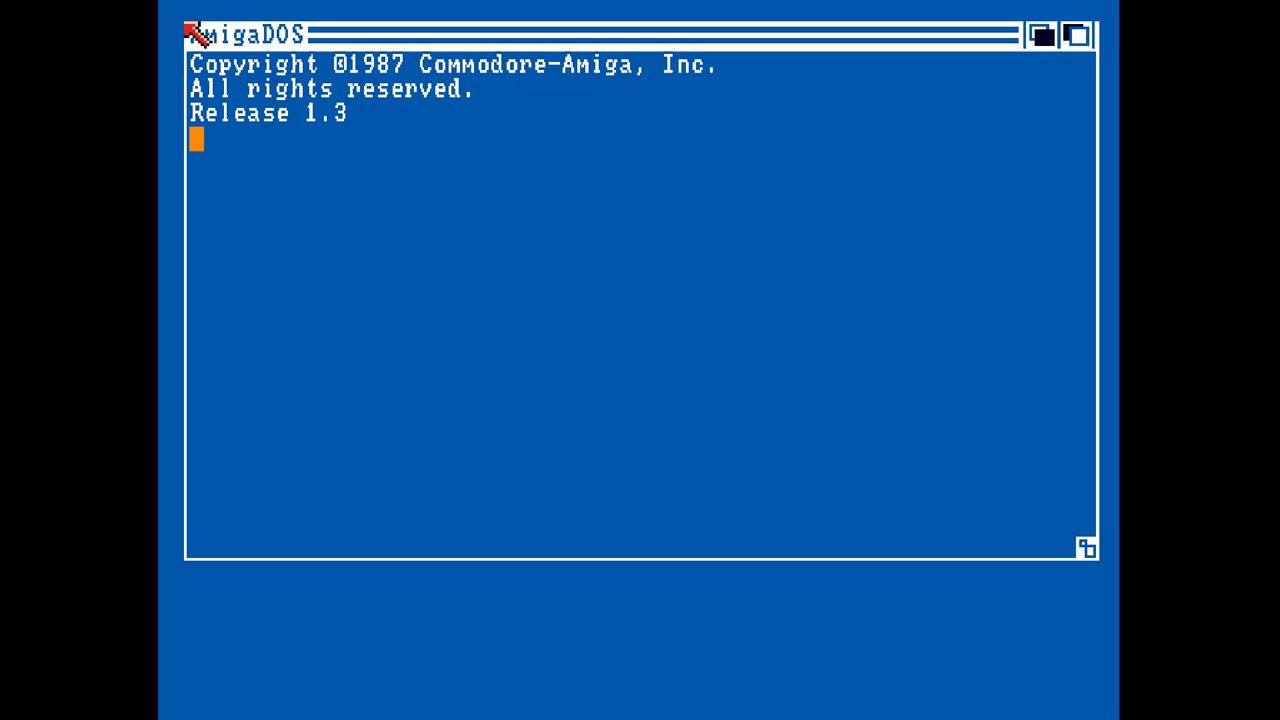 AmigaDOS
Copyright ©1987 Commodore-Amiga, Inc.
All rights reserved.
Release 1.3